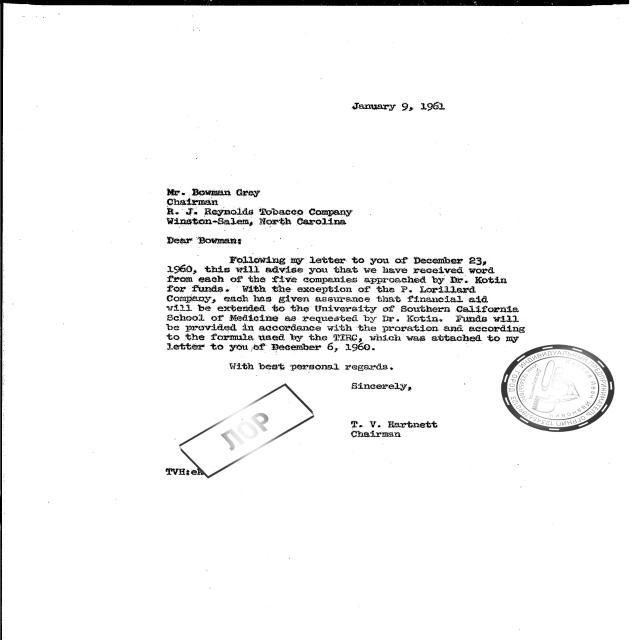 January 9, 1961
Mr. Bowman Gray
Chairman
R. J. Reynolds Tobacco Company
Winston-Salem, North Carolina
Dear Bowman:
Following my letter to you of December 23,
1960, this will advise you that we have received word
from each of the five companies approached by Dr. Kotin
for funds. With the exception of the P. Lorillard
Company, each has given assurance that financial aid
will be extended to the University of Southern California
School of Medicine as requested by Dr. Kotin. Funds will
be provided in accordance with the proration and according
to the formula used by the TIRC, which was attached to my
letter to you of December 6, 1960.
With best personal regards.
Sincerely,
ЛОР
T. V. Hartnett
Chairman